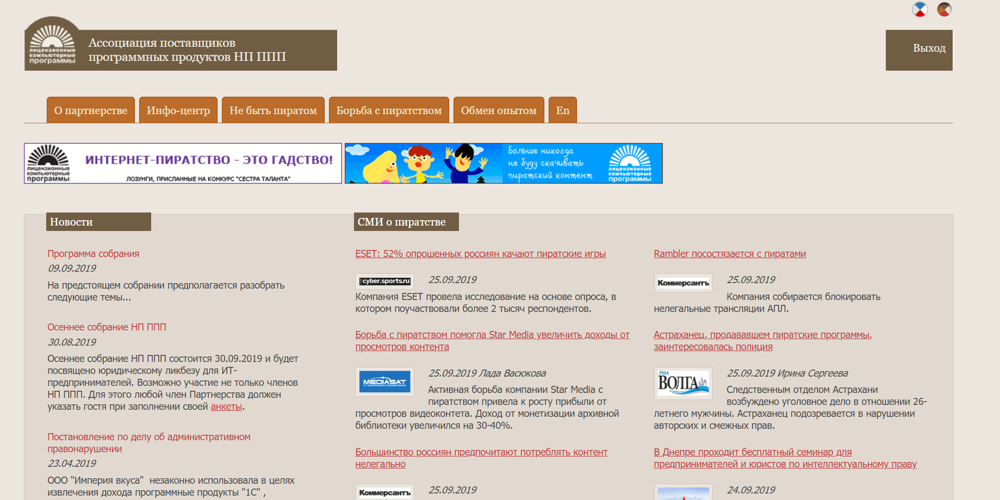 лицензионные
компьютерные
программы
Ассоциация поставщиков
программных продуктов НП ППП
Выход
О партнерстве
Инфо-центр
Не быть пиратом
Борьба с пиратством
Обмен опытом
En
лицензионные
компьютерные
программы
ИНТЕРНЕТ-ПИРАТСТВО - ЭТО ГАДСТВО!
ЛОЗУНГИ, ПРИСЛАННЫЕ НА КОНКУРС "СЕСТРА ТАЛАНТА"
Больше никогда
не буду скачивать
пиратский контент
лицензионные
компьютерные
программы
Новости
Программа собрания
09.09.2019
На предстоящем собрании предполагается разобрать
следующие темы...
Осеннее собрание НП ППП
30.08.2019
Осеннее собрание НП ППП состоится 30.09.2019 и будет
посвящено юридическому ликбезу для ИТ-
предпринимателей. Возможно участие не только членов
НП ППП. Для этого любой член Партнерства должен
указать гостя при заполнении своей анкеты.
Постановление по делу об административном
правонарушении
23.04.2019
ООО "Империя вкуса"  незаконно использовала в целях
извлечения дохода программные продукты "1С" ,
СМИ о пиратстве
ESET: 52% опрошенных россиян качают пиратские игры
cyber.sports.ru
25.09.2019
Компания ESET провела исследование на основе опроса, в
котором поучаствовали более 2 тысяч респондентов.
Rambler посостязается с пиратами
Коммерсантъ
25.09.2019
Компания собирается блокировать
нелегальные трансляции АПЛ.
Борьба с пиратством помогла Star Media увеличить доходы от
просмотров контента
MEDIASAT
25.09.2019 Лада Васюкова
Активная борьба компании Star Media с
пиратством привела к росту прибыли от
просмотров видеоконтета. Доход от монетизации архивной
библиотеки увеличился на 30-40%.
Астраханец, продававшем пиратские программы,
заинтересовалась полиция
РИА
ВОЛГА
25.09.2019 Ирина Сергеева
Следственным отделом Астрахани
возбуждено уголовное дело в отношении 26-
летнего мужчины. Астраханец подозревается в нарушении
авторских и смежных прав.
Большинство россиян предпочитают потреблять контент
нелегально
Коммерсантъ
25.09.2019
В Днепре проходит бесплатный семинар для
предпринимателей и юристов по интеллектуальному праву
24.09.2019